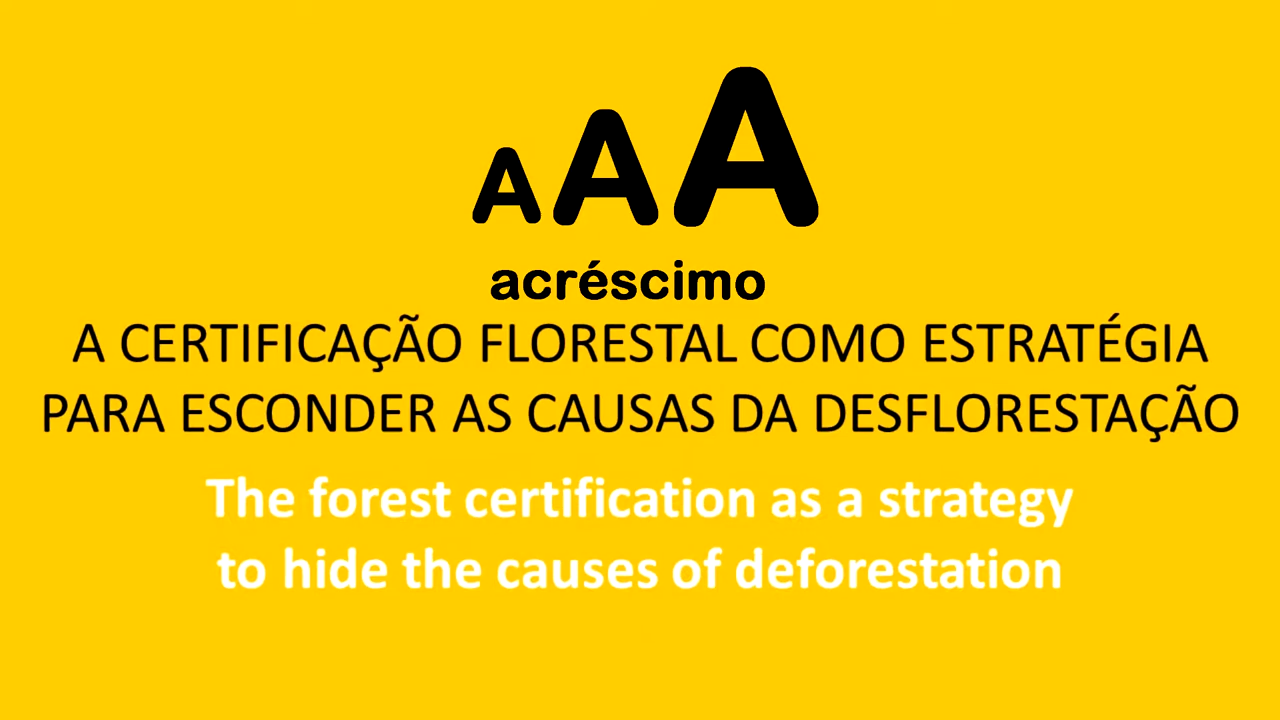 A A A
acréscimo
A CERTIFICAÇÃO FLORESTAL COMO ESTRATÉGIA
PARA ESCONDER AS CAUSAS DA DESFLORESTAÇÃO
The forest certification as a strategy
to hide the causes of deforestation